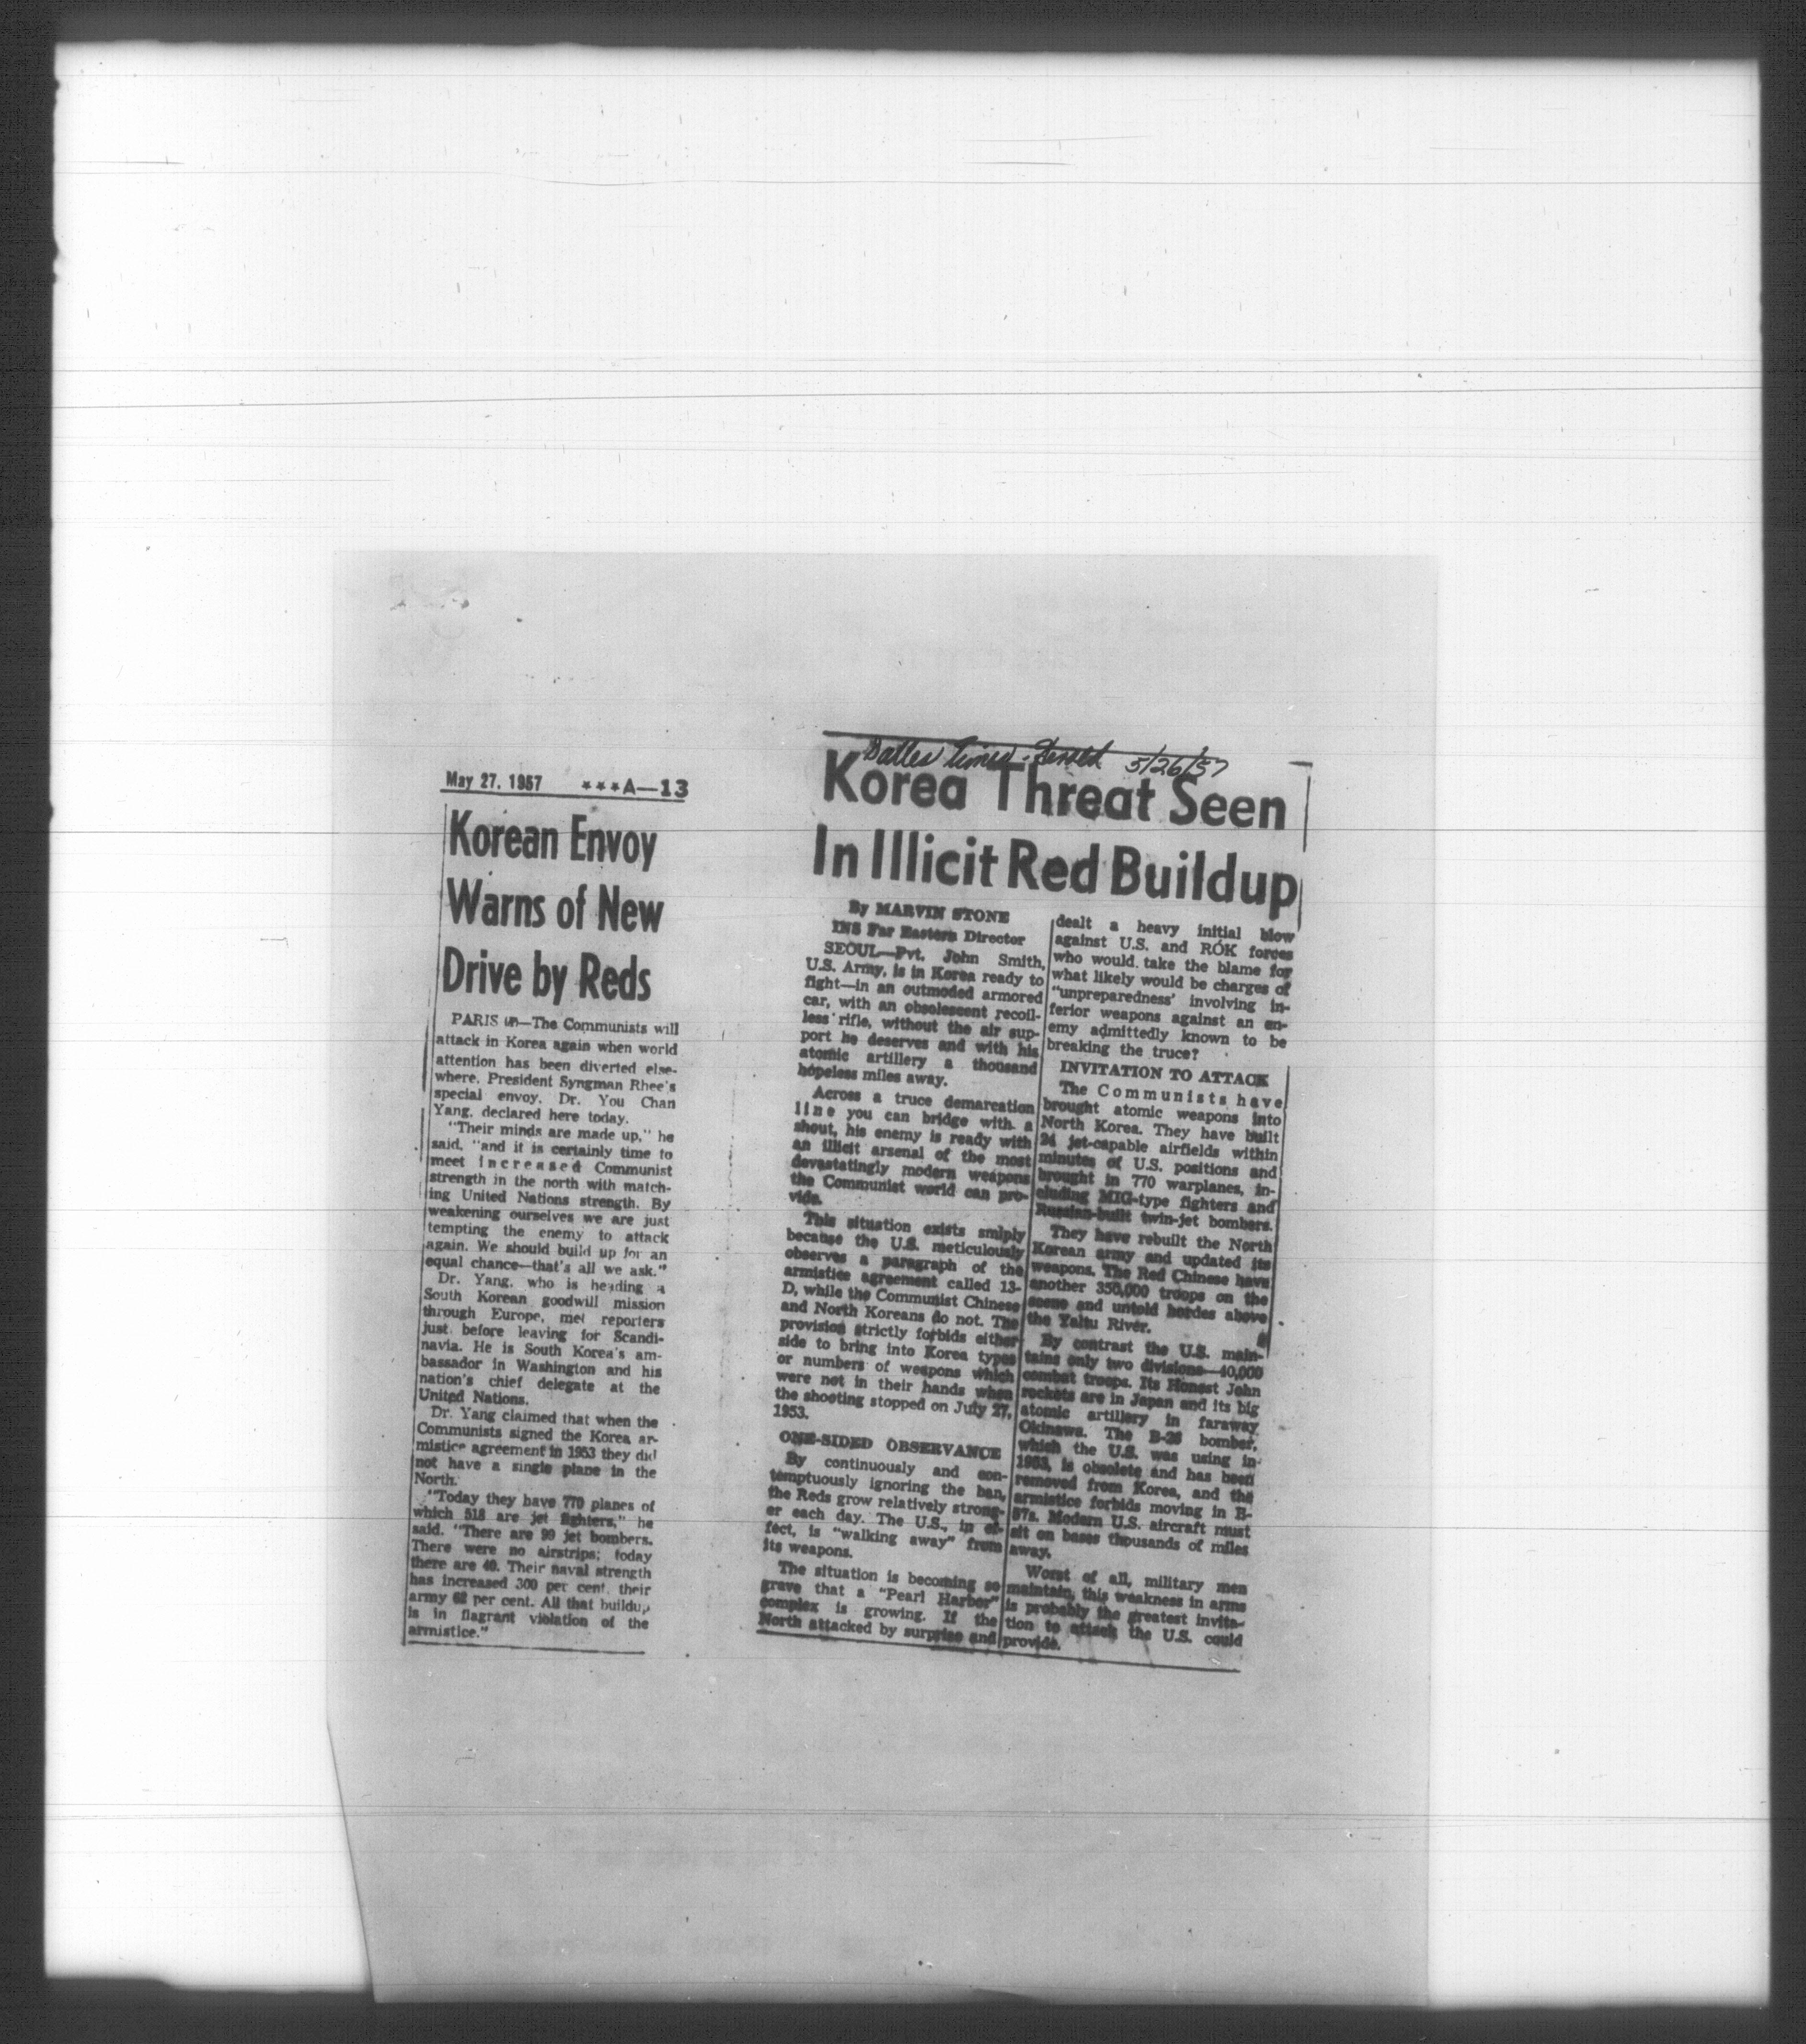 May 27, 1957 ***A—13
Korean Envoy
Warns of New
Drive by Reds
PARIS (AP)—The Communists will
attack in Korea again when world
attention has been diverted else-
where, President Syngman Rhee's
special envoy, Dr. You Chan
Yang, declared here today.
"Their minds are made up," he
said, "and it is certainly time to
meet increased Communist
strength in the north with match-
ing United Nations strength. By
weakening ourselves we are just
tempting the enemy to attack
again. We should build up for an
equal chance—that's all we ask."
Dr. Yang, who is heading a
South Korean goodwill mission
through Europe, met reporters
just before leaving for Scandi-
navia. He is South Korea's am-
bassador in Washington and his
nation's chief delegate at the
United Nations.
Dr. Yang claimed that when the
Communists signed the Korea ar-
mistice agreement in 1953 they did
not have a single plane in the
North.
"Today they have 770 planes of
which 518 are jet fighters," he
said. "There are 99 jet bombers.
There were no airstrips; today
there are 40. Their naval strength
has increased 300 per cent, their
army 62 per cent. All that buildup
is in flagrant violation of the
armistice."
Dallas Times-Herald 5/26/57
Korea Threat Seen
In Illicit Red Buildup
By MARVIN STONE
INS Far Eastern Director
SEOUL—Pvt. John Smith,
U.S. Army, is in Korea ready to
fight—in an outmoded armored
car, with an obsolescent recoil-
less rifle, without the air sup-
port he deserves and with his
atomic artillery a thousand
hopeless miles away.
Across a truce demarcation
line you can bridge with a
shout, his enemy is ready with
an illicit arsenal of the most
devastatingly modern weapons
the Communist world can pro-
vide.
This situation exists smiply
because the U.S. meticulously
observes a paragraph of the
armistice agreement called 13-
D, while the Communist Chinese
and North Koreans do not. The
provision strictly forbids either
side to bring into Korea types
or numbers of weapons which
were not in their hands when
the shooting stopped on July 27,
1953.
ONE-SIDED OBSERVANCE
By continuously and con-
temptuously ignoring the ban,
the Reds grow relatively strong-
er each day. The U.S., in ef-
fect, is "walking away" from
its weapons.
The situation is becoming so
grave that a "Pearl Harbor"
complex is growing. If the
North attacked by surprise and
dealt a heavy initial blow
against U.S. and ROK forces
who would take the blame for
what likely would be charges of
"unpreparedness' involving in-
ferior weapons against an en-
emy admittedly known to be
breaking the truce?
INVITATION TO ATTACK
The Communists have
brought atomic weapons into
North Korea. They have built
24 jet-capable airfields within
minutes of U.S. positions and
brought in 770 warplanes, in-
cluding MIG-type fighters and
Russian-built twin-jet bombers.
They have rebuilt the North
Korean army and updated its
weapons. The Red Chinese have
another 350,000 troops on the
scene and untold hordes above
the Yaltu River.
By contrast the U.S. main-
tains only two divisions—40,000
combat troops. Its Honest John
rockets are in Japan and its big
atomic artillery in faraway
Okinawa. The B-26 bomber,
which the U.S. was using in
1953, is obsolete and has been
removed from Korea, and the
armistice forbids moving in B-
57s. Modern U.S. aircraft must
sit on bases thousands of miles
away.
Worst of all, military men
maintain, this weakness in arms
is probably the greatest invita-
tion to attack the U.S. could
provide.